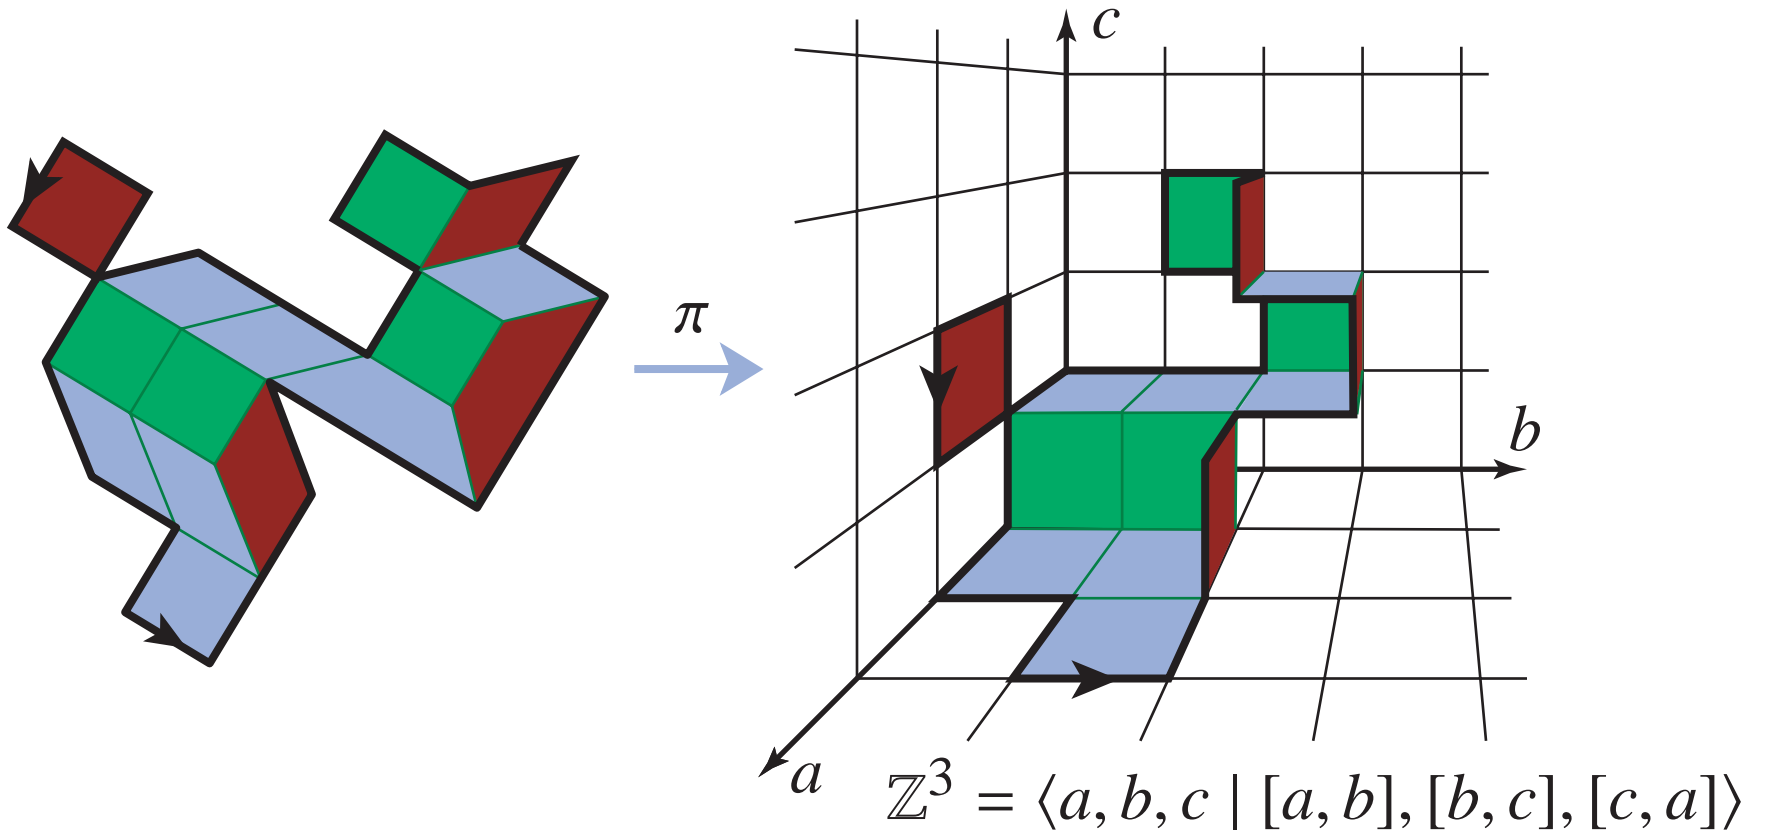 c
π
b
a
ℤ³ = ⟨a, b, c | [a, b], [b, c], [c, a]⟩